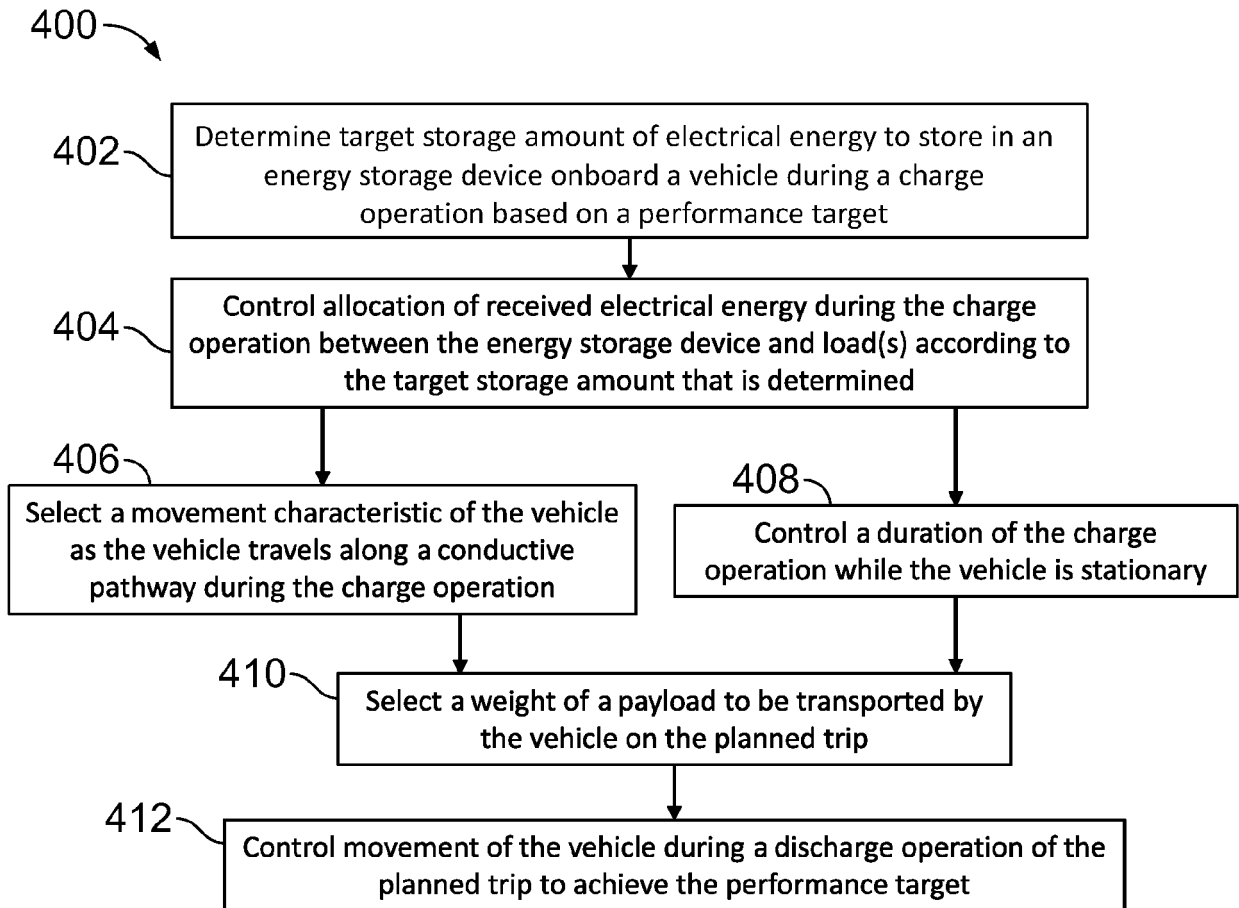 400
402
Determine target storage amount of electrical energy to store in an
energy storage device onboard a vehicle during a charge
operation based on a performance target
404
Control allocation of received electrical energy during the charge
operation between the energy storage device and load(s) according to
the target storage amount that is determined
406
Select a movement characteristic of the vehicle
as the vehicle travels along a conductive
pathway during the charge operation
408
Control a duration of the charge
operation while the vehicle is stationary
410
Select a weight of a payload to be transported by
the vehicle on the planned trip
412
Control movement of the vehicle during a discharge operation of the
planned trip to achieve the performance target